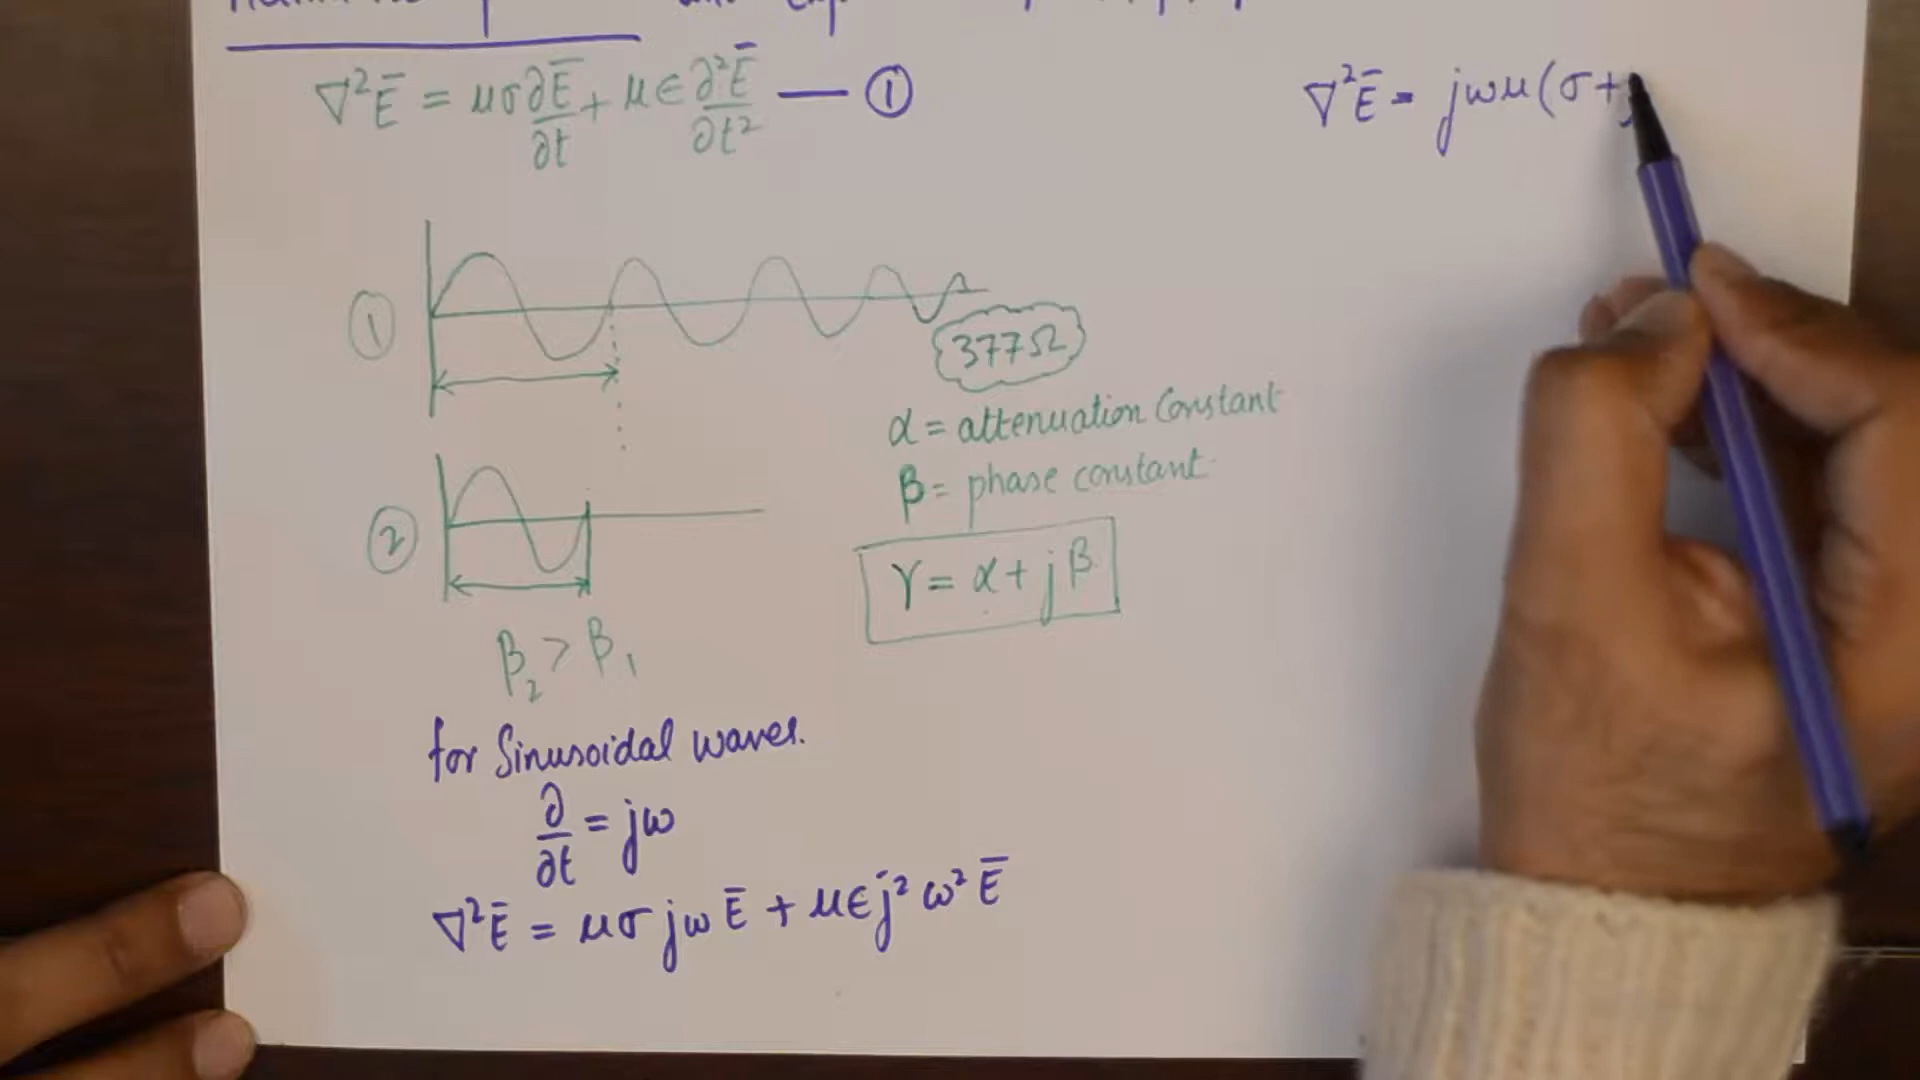 ∇²Ē = μσ ∂Ē/∂t + μϵ ∂²Ē/∂t² — ①
①
377Ω
α = attenuation Constant
β = phase constant
②
γ = α + jβ
β₂ > β₁
for Sinusoidal waves.
∂/∂t = jω
∇²Ē = μσ jω Ē + μϵ j² ω² Ē
∇²Ē = jωμ(σ+